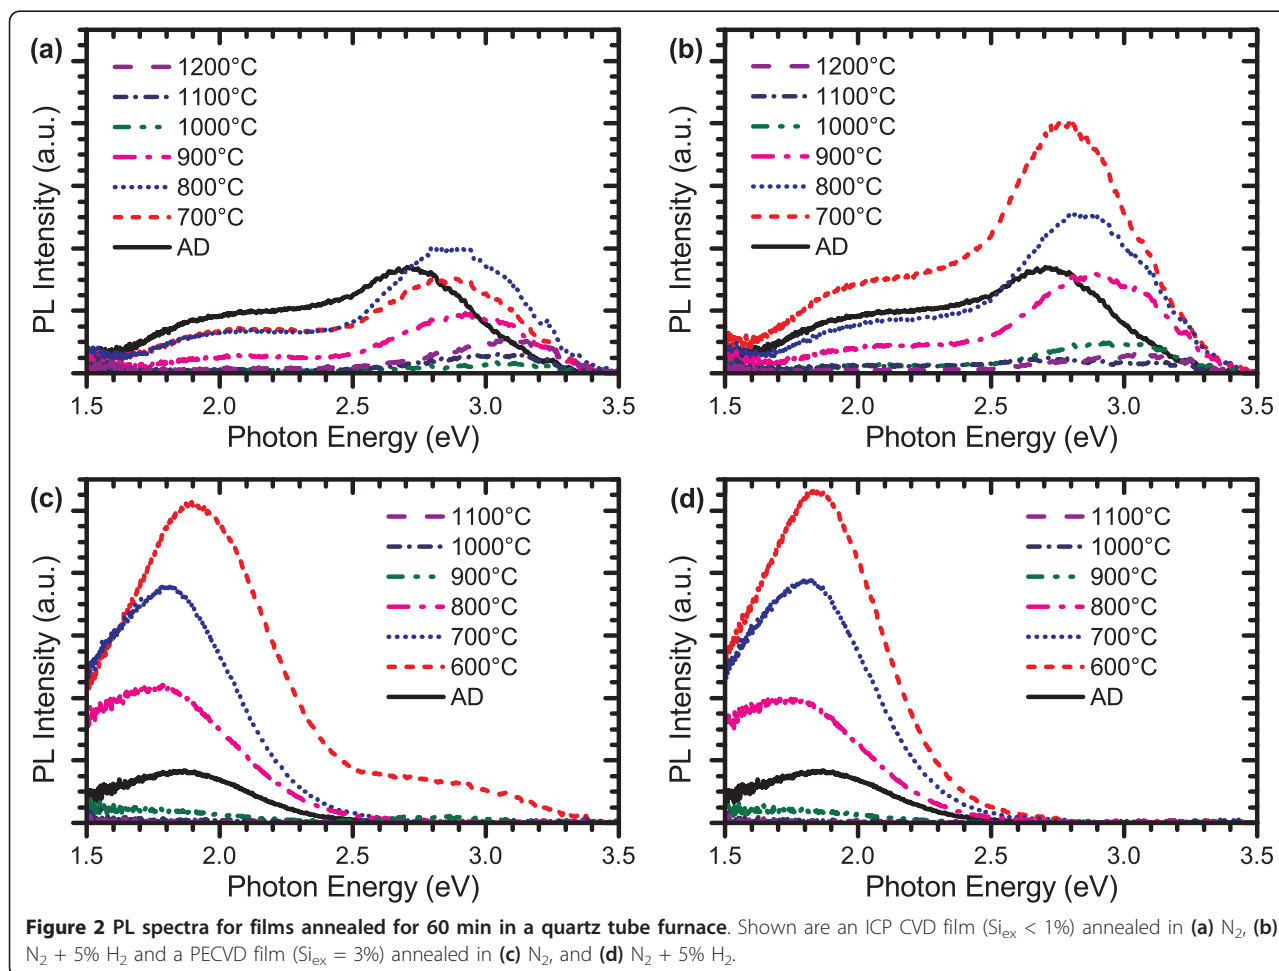 (a)
1200°C
1100°C
1000°C
900°C
800°C
700°C
AD
PL Intensity (a.u.)
1.5 2.0 2.5 3.0 3.5
Photon Energy (eV)
(b)
1200°C
1100°C
1000°C
900°C
800°C
700°C
AD
PL Intensity (a.u.)
1.5 2.0 2.5 3.0 3.5
Photon Energy (eV)
(c)
1100°C
1000°C
900°C
800°C
700°C
600°C
AD
PL Intensity (a.u.)
1.5 2.0 2.5 3.0 3.5
Photon Energy (eV)
(d)
1100°C
1000°C
900°C
800°C
700°C
600°C
AD
PL Intensity (a.u.)
1.5 2.0 2.5 3.0 3.5
Photon Energy (eV)
Figure 2 PL spectra for films annealed for 60 min in a quartz tube furnace. Shown are an ICP CVD film (Siex < 1%) annealed in (a) N2, (b)
N2 + 5% H2 and a PECVD film (Siex = 3%) annealed in (c) N2, and (d) N2 + 5% H2.